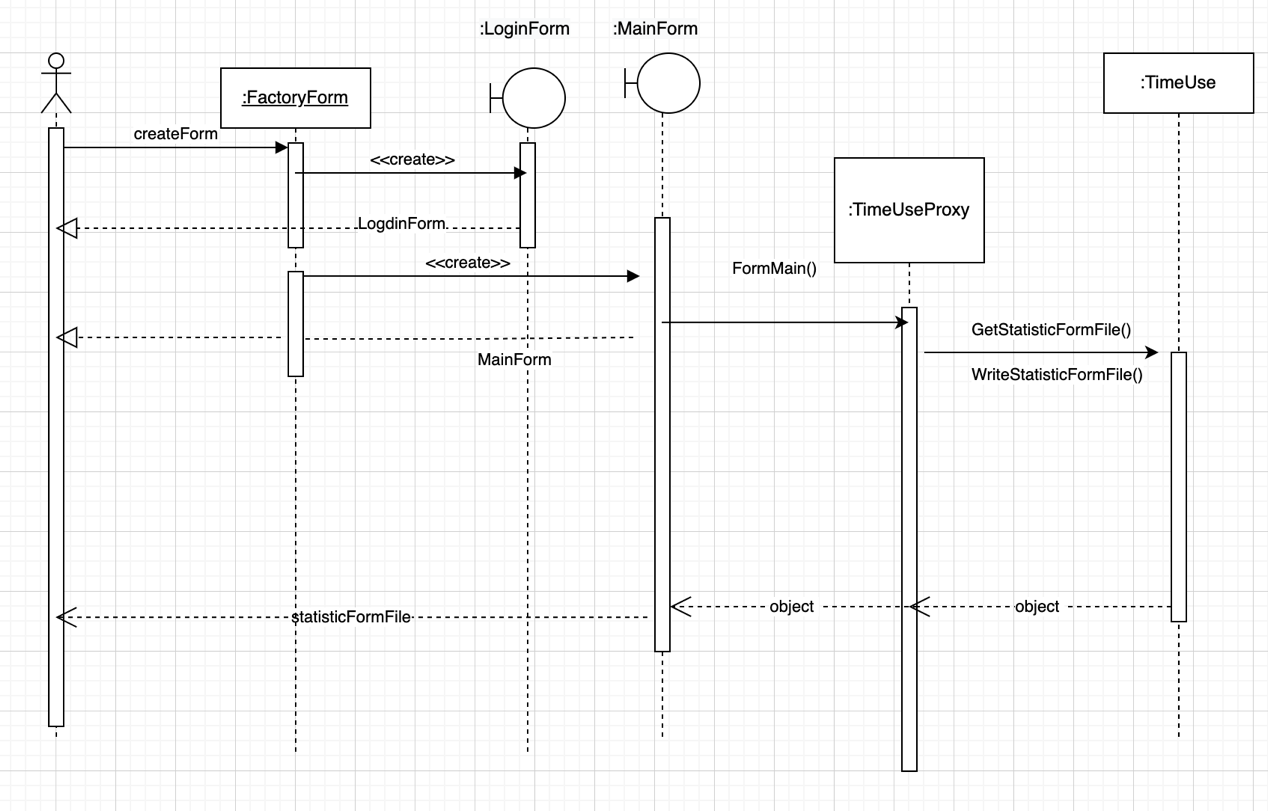 :LoginForm
:MainForm
:FactoryForm
:TimeUse
createForm
<<create>>
:TimeUseProxy
LogdinForm
<<create>>
FormMain()
GetStatisticFormFile()
MainForm
WriteStatisticFormFile()
object
object
statisticFormFile